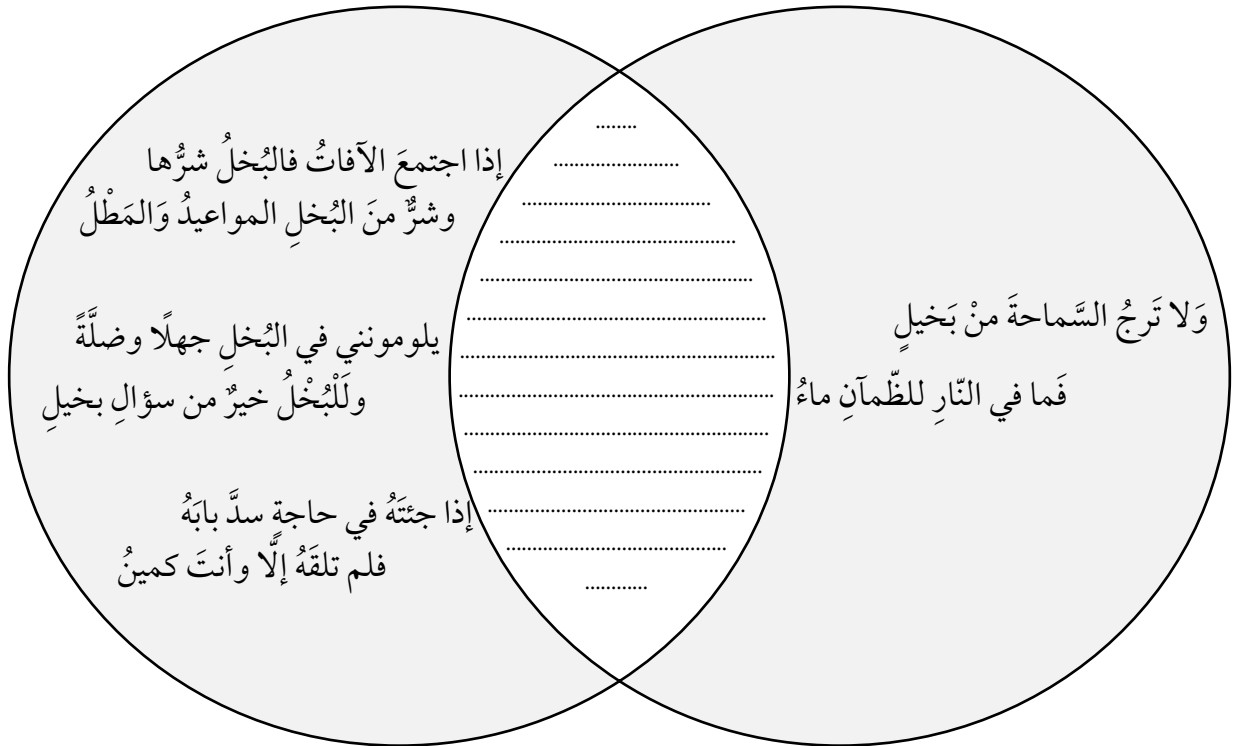 وَلا تَرجُ السَّماحةَ منْ بَخيلٍ
فَما في النّارِ للظّمآنِ ماءُ
إذا اجتمعَ الآفاتُ فالبُخلُ شرُّها
وشرٌّ منَ البُخلِ المواعيدُ وَالمَطْلُ
يلومونني في البُخلِ جهلًا وضلَّةً
ولَلْبُخْلُ خيرٌ من سؤالِ بخيلِ
إذا جئتَهُ في حاجةٍ سدَّ بابَهُ
فلم تلقَهُ إلَّا وأنتَ كمينُ